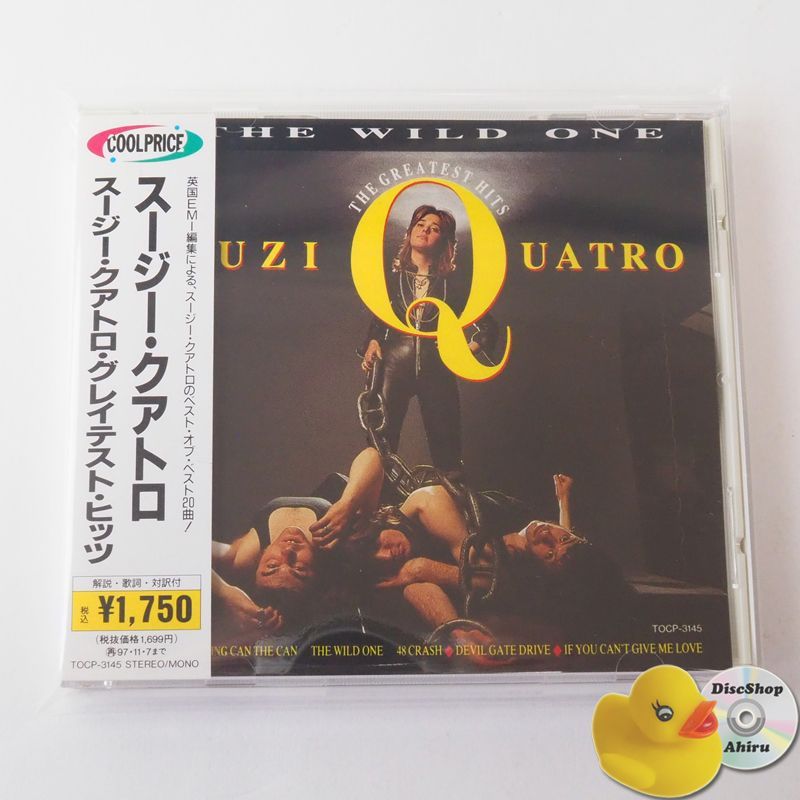 COOLPRICE
英国EMI編集による、スージー・クアトロのベスト・オブ・ベスト20曲!
スージー・クアトロ
スージー・クアトロ・グレイテスト・ヒッツ
解説・歌詞・対訳付
税込 ¥1,750
(税抜価格1,699円)
再97・11・7まで
TOCP-3145 STEREO/MONO
THE WILD ONE
THE GREATEST HITS
UZI QUATRO
TOCP-3145
NG CAN THE CAN THE WILD ONE 48 CRASH ◆ DEVIL GATE DRIVE ◆ IF YOU CAN'T GIVE ME LOVE
DiscShop
Ahiru